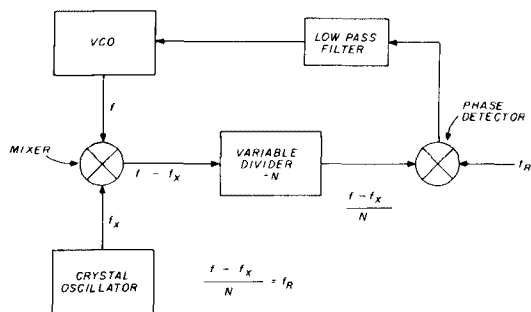 VCO
LOW PASS
FILTER
PHASE
DETECTOR
f
MIXER
f - fx
VARIABLE
DIVIDER
÷N
f - fx
N
fR
fx
CRYSTAL
OSCILLATOR
f - fx
N
= fR